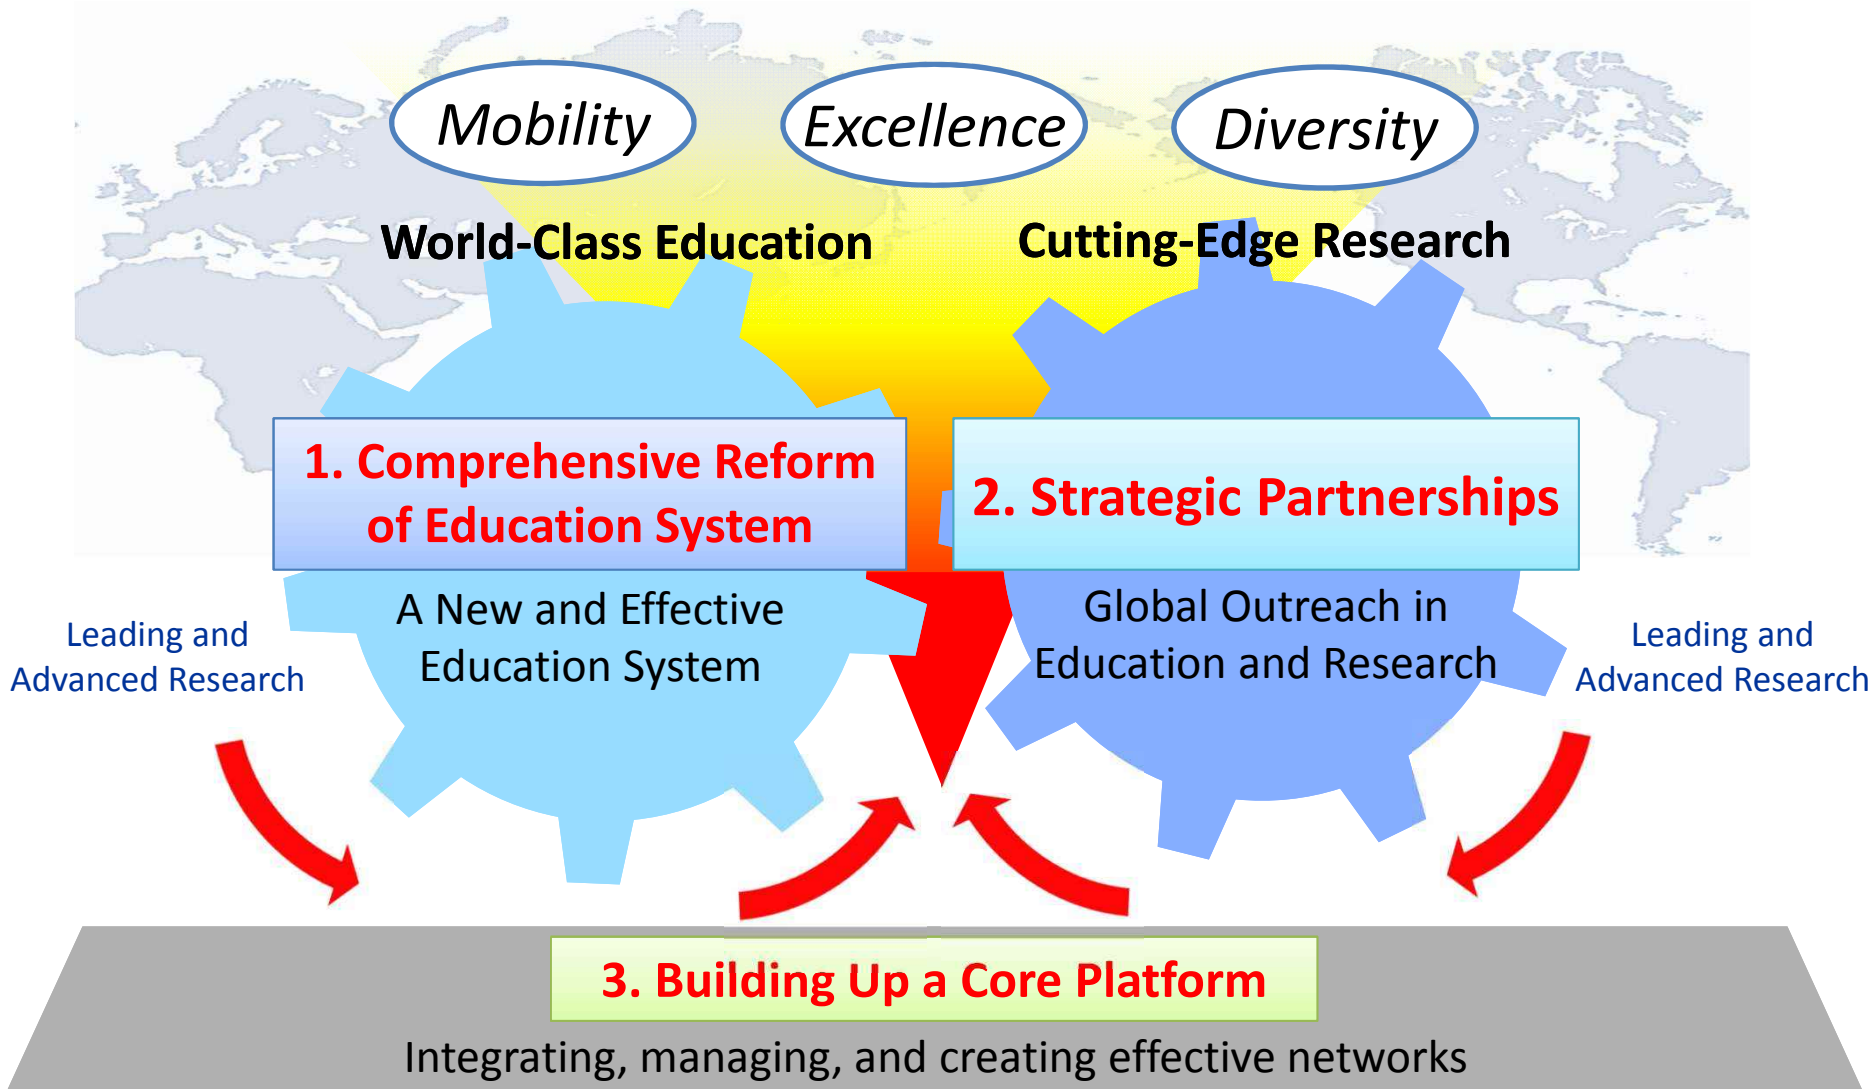 Mobility
Excellence
Diversity
World-Class Education
Cutting-Edge Research
1. Comprehensive Reform
of Education System
2. Strategic Partnerships
A New and Effective
Education System
Global Outreach in
Education and Research
Leading and
Advanced Research
Leading and
Advanced Research
3. Building Up a Core Platform
Integrating, managing, and creating effective networks